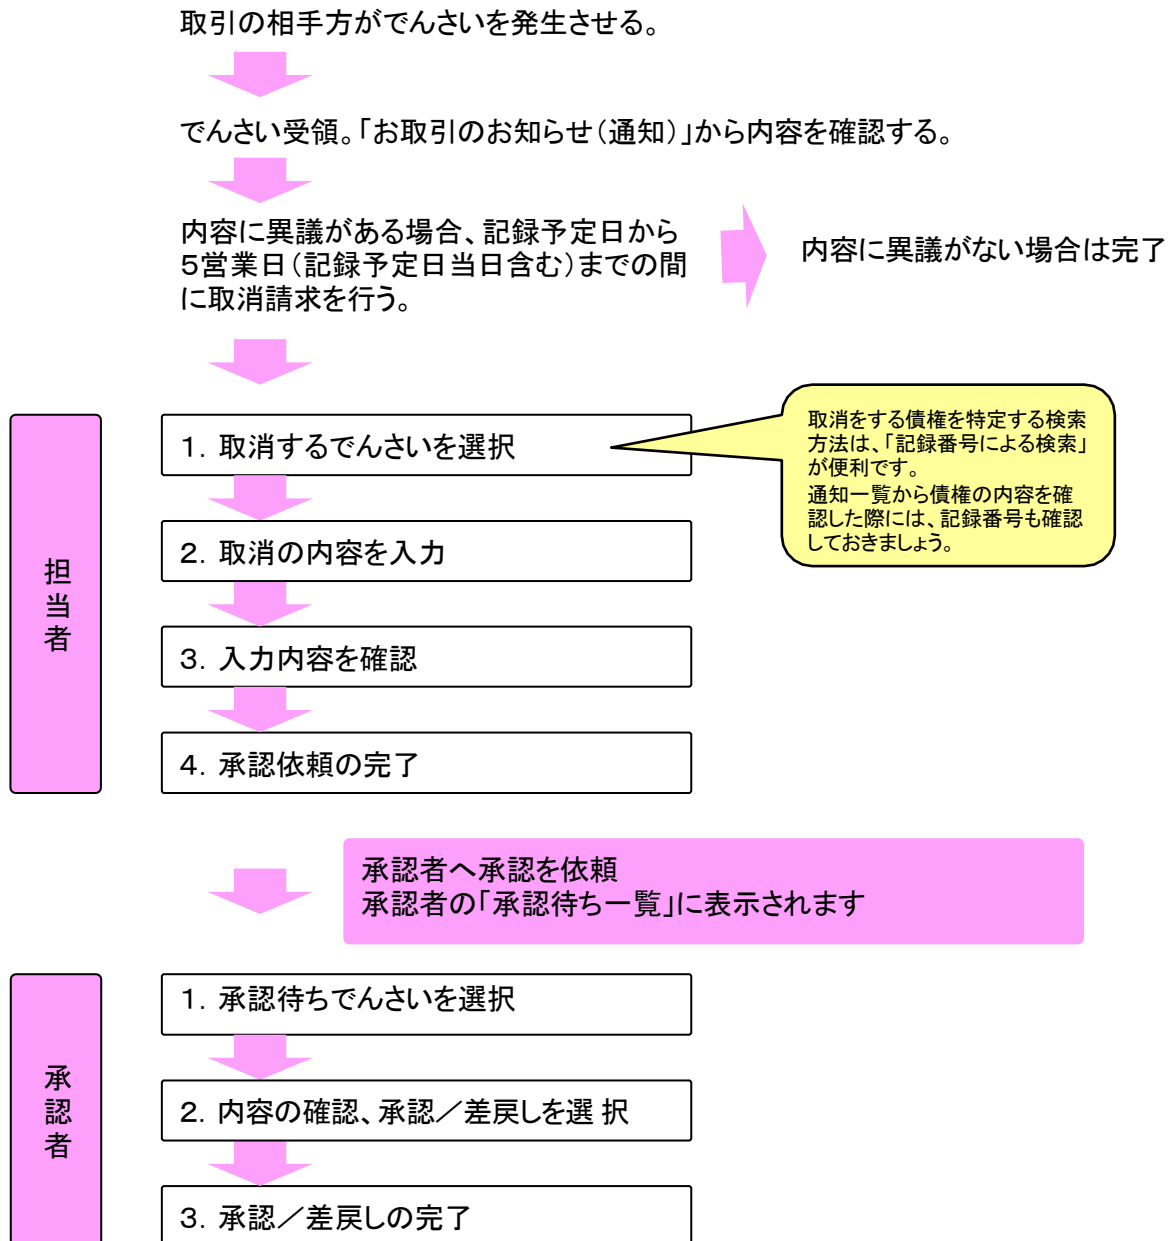 取引の相手方がでんさいを発生させる。
でんさい受領。「お取引のお知らせ(通知)」から内容を確認する。
内容に異議がある場合、記録予定日から
５営業日(記録予定日当日含む)までの間
に取消請求を行う。
内容に異議がない場合は完了
担当者
１．取消するでんさいを選択
取消をする債権を特定する検索
方法は、「記録番号による検索」
が便利です。
通知一覧から債権の内容を確
認した際には、記録番号も確認
しておきましょう。
２．取消の内容を入力
３．入力内容を確認
４．承認依頼の完了
承認者へ承認を依頼
承認者の「承認待ち一覧」に表示されます
承認者
１．承認待ちでんさいを選択
２．内容の確認、承認／差戻しを選 択
３．承認／差戻しの完了